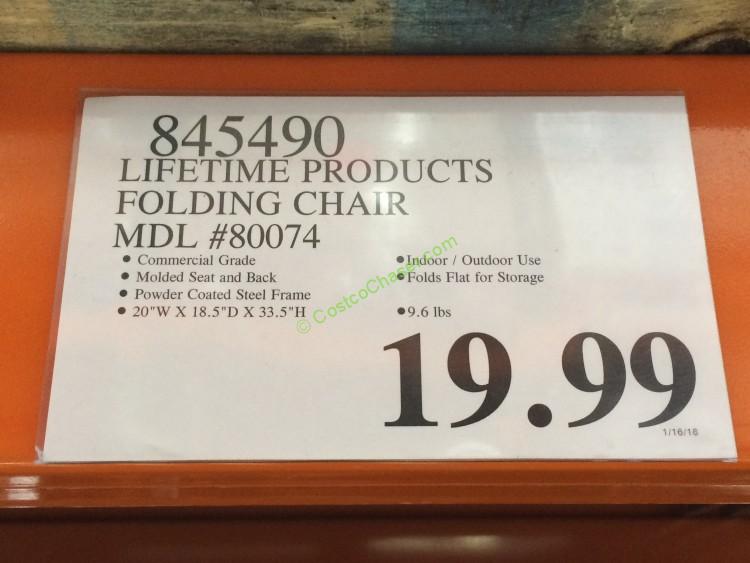 845490
LIFETIME PRODUCTS
FOLDING CHAIR
MDL #80074
• Commercial Grade
• Molded Seat and Back
• Powder Coated Steel Frame
• 20"W X 18.5"D X 33.5"H
• Indoor / Outdoor Use
• Folds Flat for Storage
• 9.6 lbs
© CostcoChaser.com
19.99
1/16/16